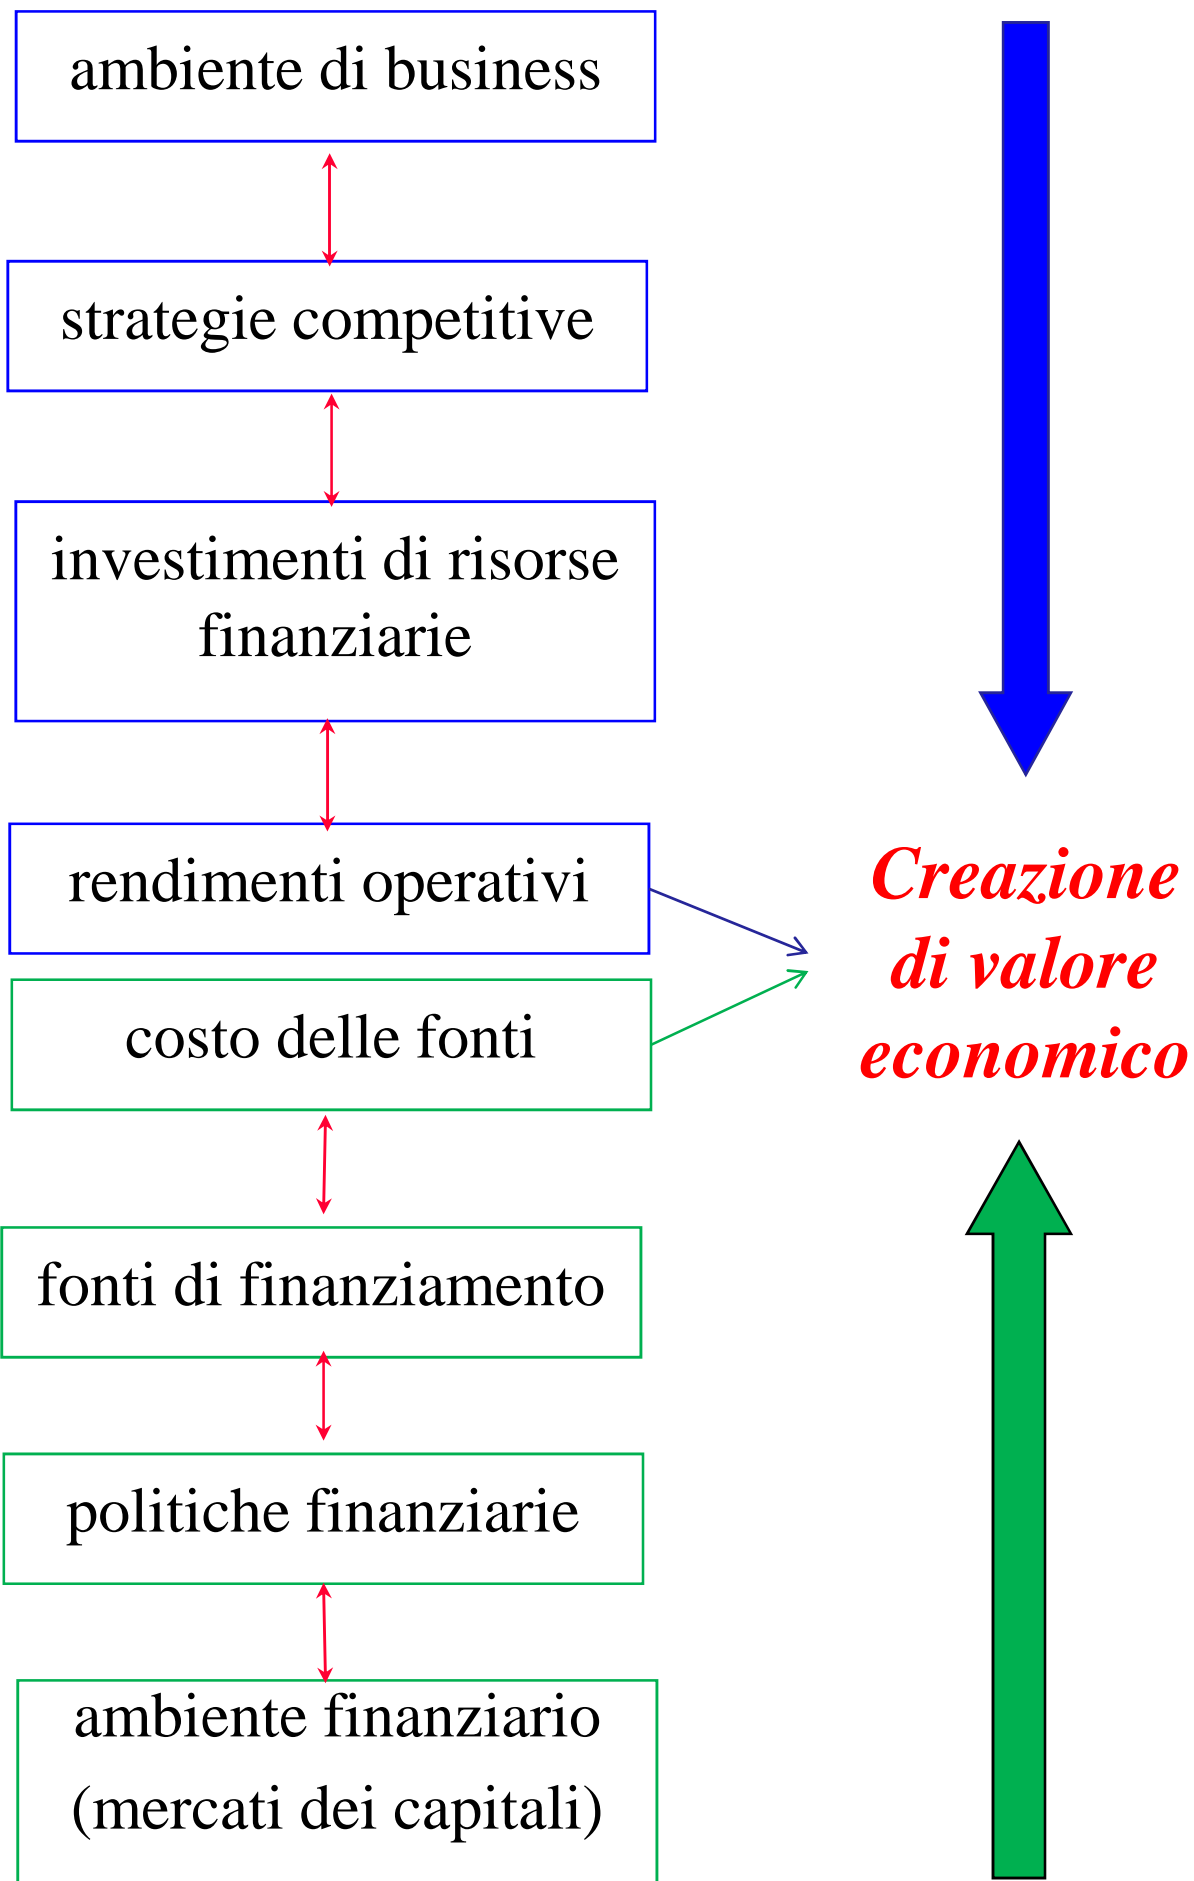 ambiente di business
strategie competitive
investimenti di risorse
finanziarie
rendimenti operativi
costo delle fonti
fonti di finanziamento
politiche finanziarie
ambiente finanziario
(mercati dei capitali)
Creazione
di valore
economico